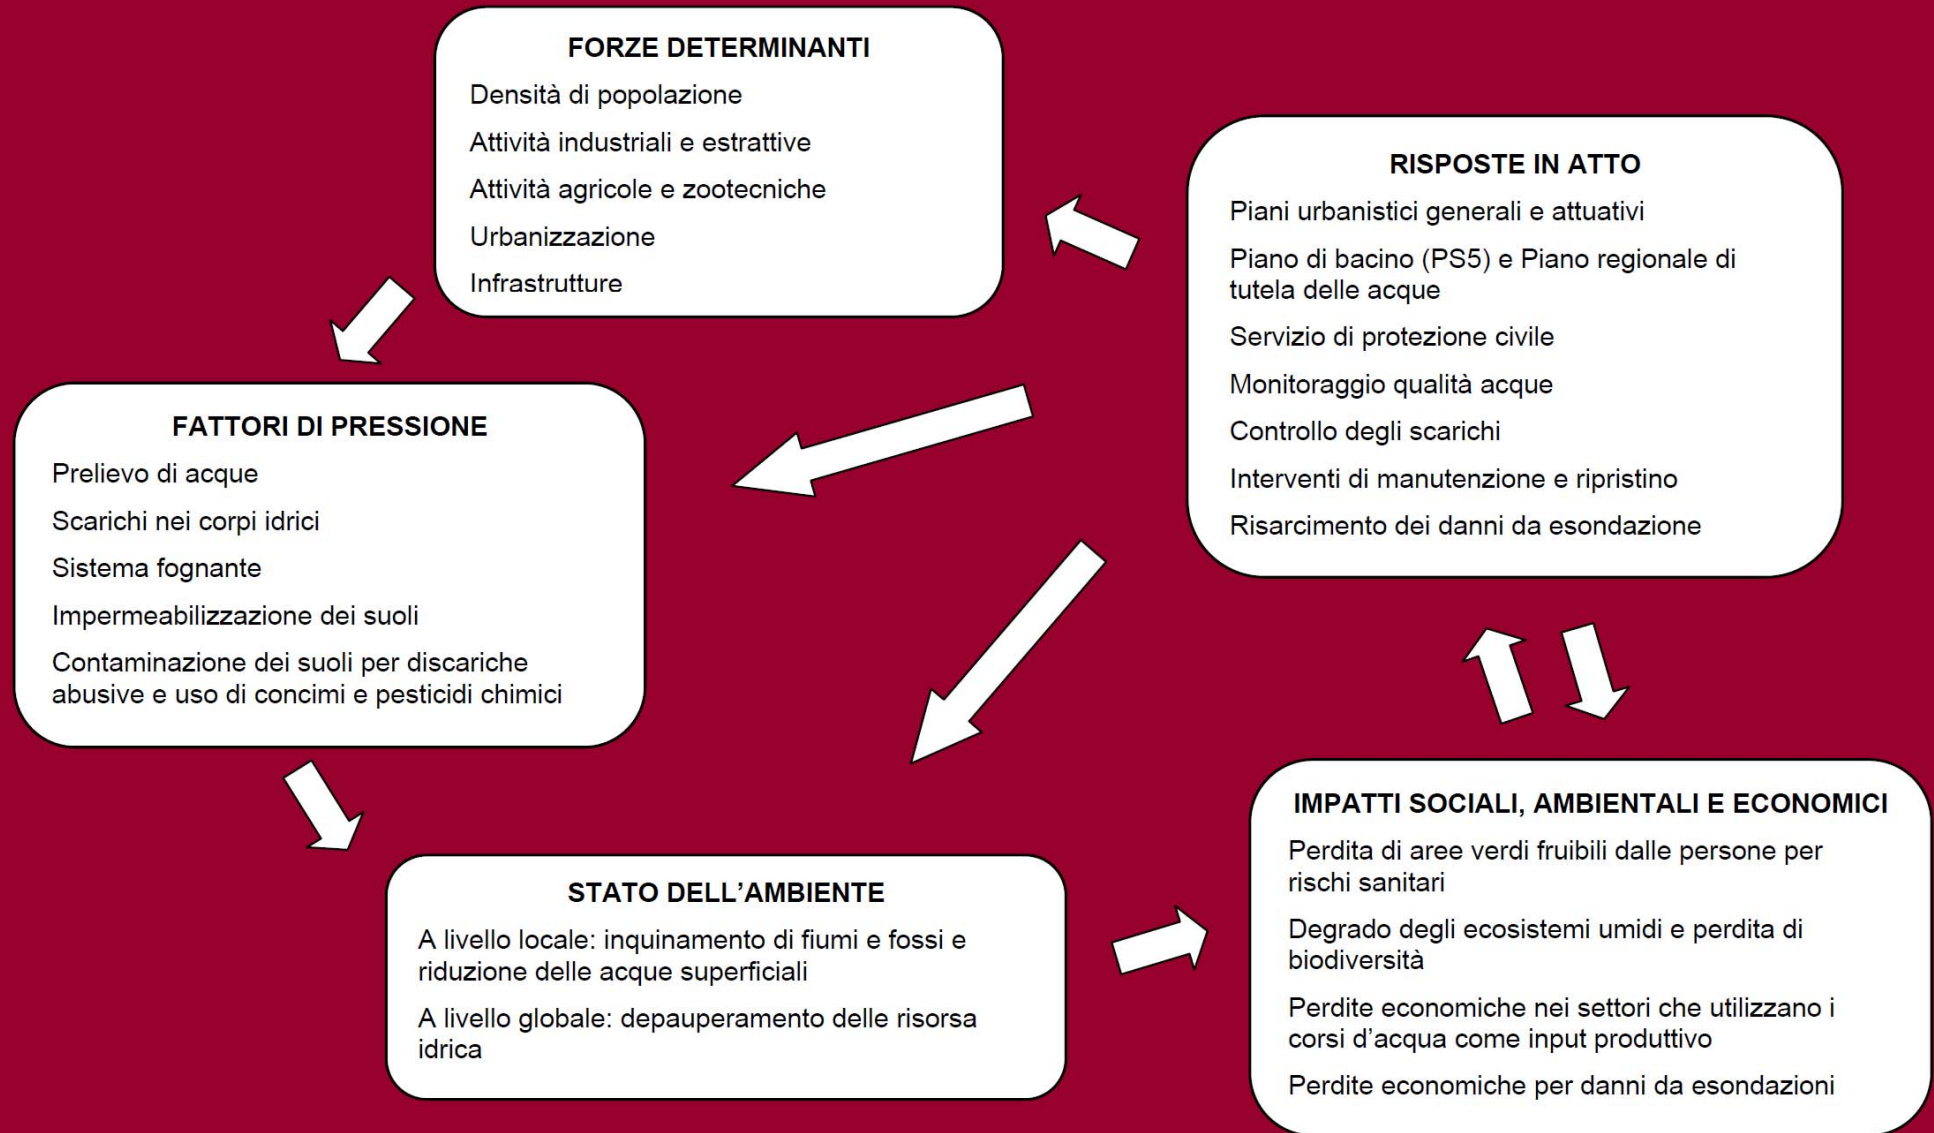 FORZE DETERMINANTI
Densità di popolazione
Attività industriali e estrattive
Attività agricole e zootecniche
Urbanizzazione
Infrastrutture
RISPOSTE IN ATTO
Piani urbanistici generali e attuativi
Piano di bacino (PS5) e Piano regionale di
tutela delle acque
Servizio di protezione civile
Monitoraggio qualità acque
Controllo degli scarichi
Interventi di manutenzione e ripristino
Risarcimento dei danni da esondazione
FATTORI DI PRESSIONE
Prelievo di acque
Scarichi nei corpi idrici
Sistema fognante
Impermeabilizzazione dei suoli
Contaminazione dei suoli per discariche
abusive e uso di concimi e pesticidi chimici
STATO DELL’AMBIENTE
A livello locale: inquinamento di fiumi e fossi e
riduzione delle acque superficiali
A livello globale: depauperamento delle risorsa
idrica
IMPATTI SOCIALI, AMBIENTALI E ECONOMICI
Perdita di aree verdi fruibili dalle persone per
rischi sanitari
Degrado degli ecosistemi umidi e perdita di
biodiversità
Perdite economiche nei settori che utilizzano i
corsi d’acqua come input produttivo
Perdite economiche per danni da esondazioni